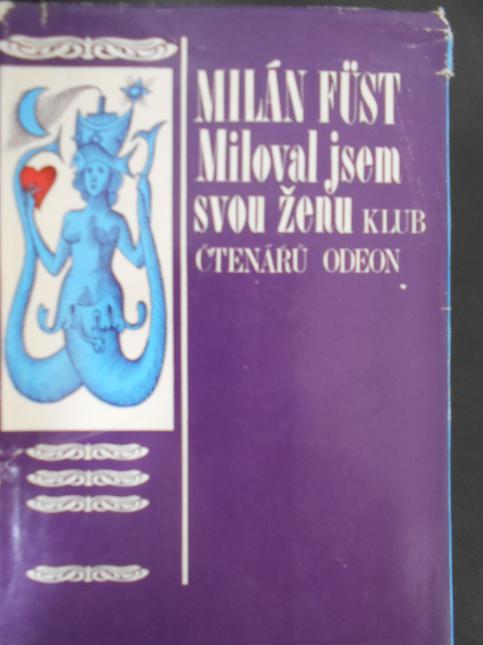 MILÁN FÜST
Miloval jsem
svou ženu KLUB
ČTENÁŘŮ ODEON